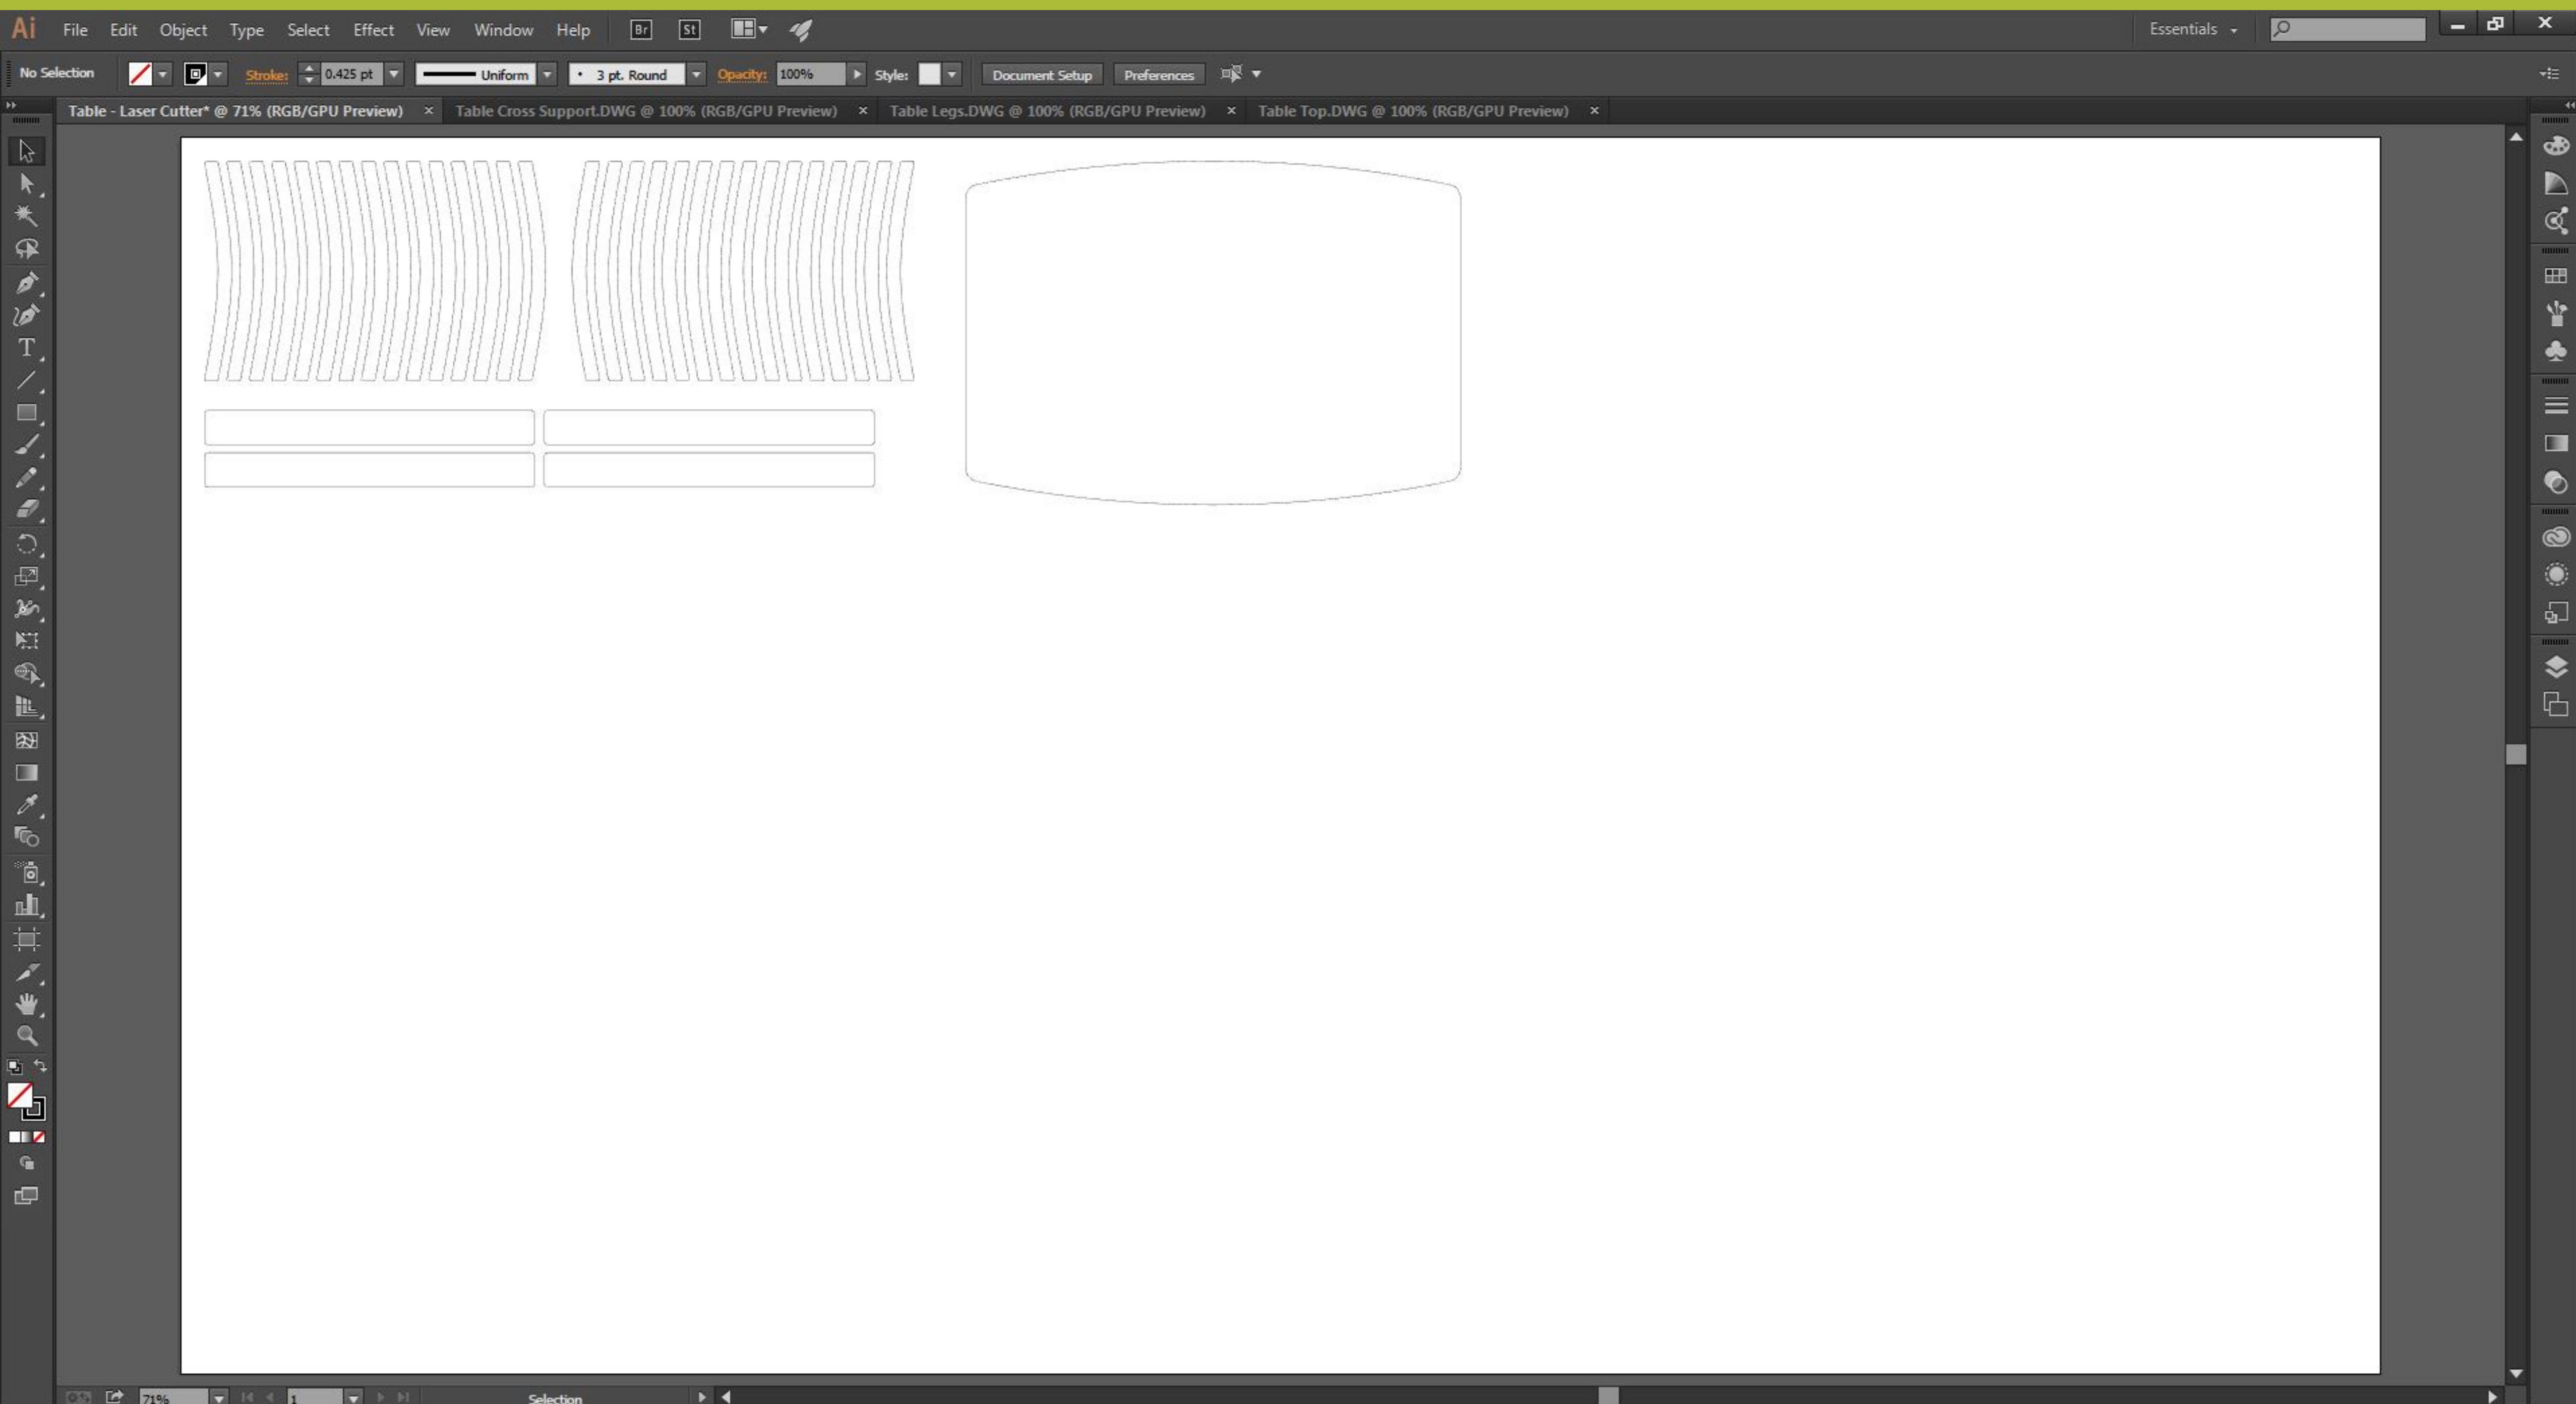 Ai File Edit Object Type Select Effect View Window Help Br St Essentials
No Selection Stroke: 0.425 pt Uniform 3 pt. Round Opacity: 100% Style: Document Setup Preferences
Table - Laser Cutter* @ 71% (RGB/GPU Preview) × Table Cross Support.DWG @ 100% (RGB/GPU Preview) × Table Legs.DWG @ 100% (RGB/GPU Preview) × Table Top.DWG @ 100% (RGB/GPU Preview) ×
71% 1 Selection